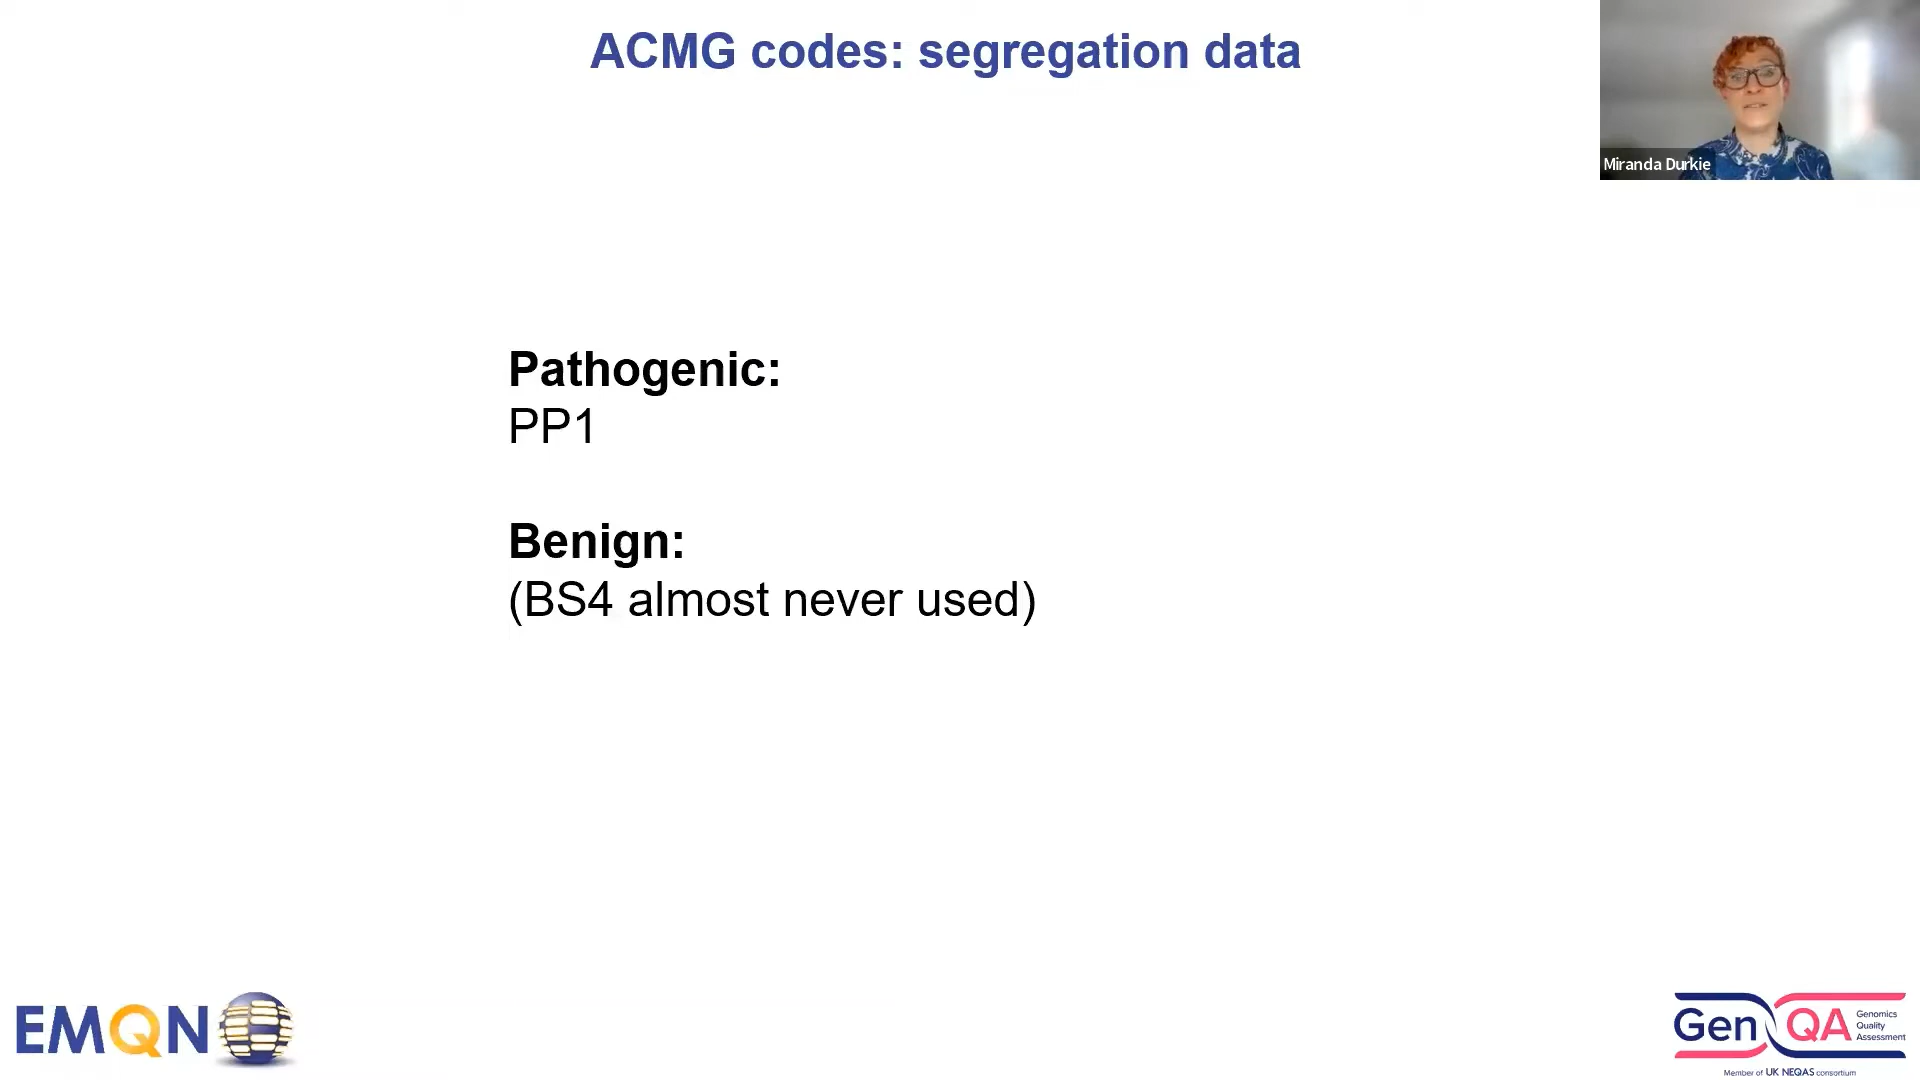 ACMG codes: segregation data
Miranda Durkie
Pathogenic:
PP1
Benign:
(BS4 almost never used)
EMQN
GenQA
Genomics
Quality
Assessment
Member of UK NEQAS consortium